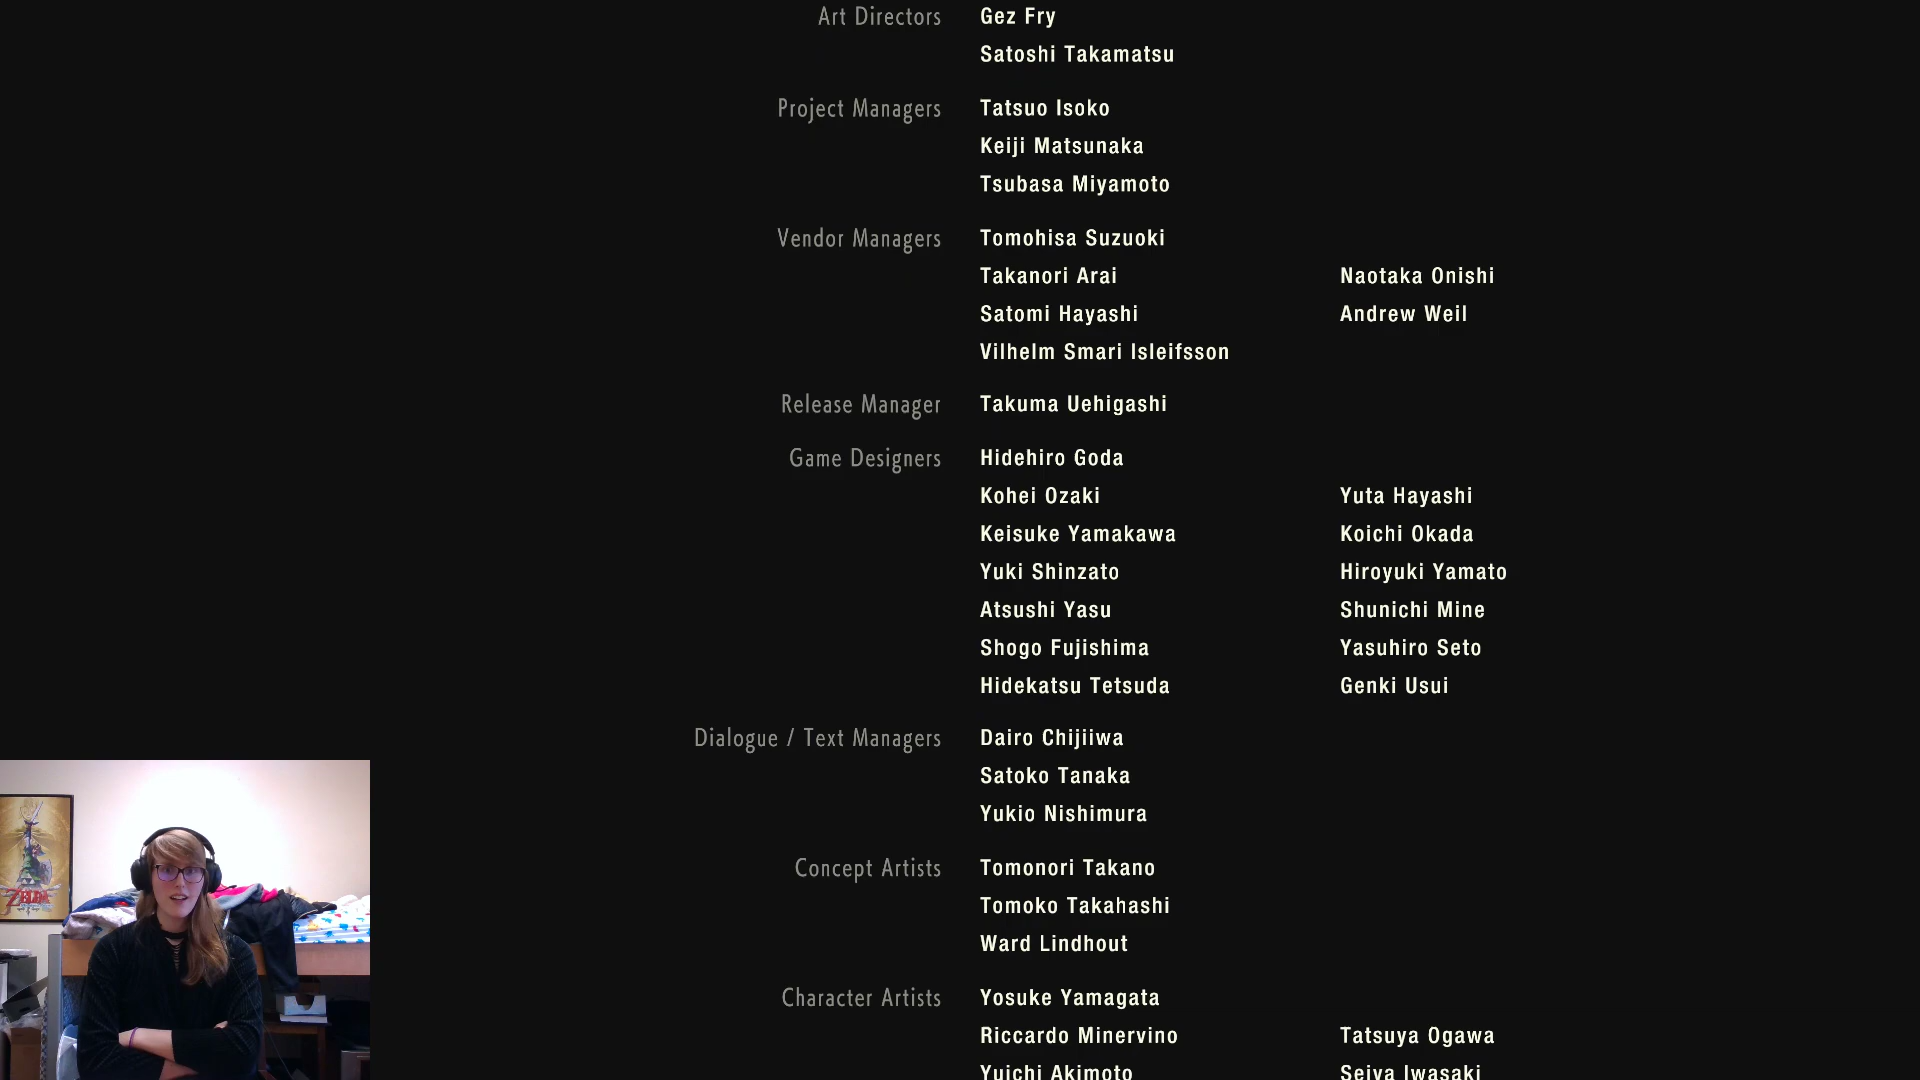 Art Directors Gez Fry
Satoshi Takamatsu
Project Managers Tatsuo Isoko
Keiji Matsunaka
Tsubasa Miyamoto
Vendor Managers Tomohisa Suzuoki
Takanori Arai Naotaka Onishi
Satomi Hayashi Andrew Weil
Vilhelm Smari Isleifsson
Release Manager Takuma Uehigashi
Game Designers Hidehiro Goda
Kohei Ozaki Yuta Hayashi
Keisuke Yamakawa Koichi Okada
Yuki Shinzato Hiroyuki Yamato
Atsushi Yasu Shunichi Mine
Shogo Fujishima Yasuhiro Seto
Hidekatsu Tetsuda Genki Usui
Dialogue / Text Managers Dairo Chijiiwa
Satoko Tanaka
Yukio Nishimura
Concept Artists Tomonori Takano
Tomoko Takahashi
Ward Lindhout
Character Artists Yosuke Yamagata
Riccardo Minervino Tatsuya Ogawa
Yuichi Akimoto Seiya Iwasaki
ZELDA